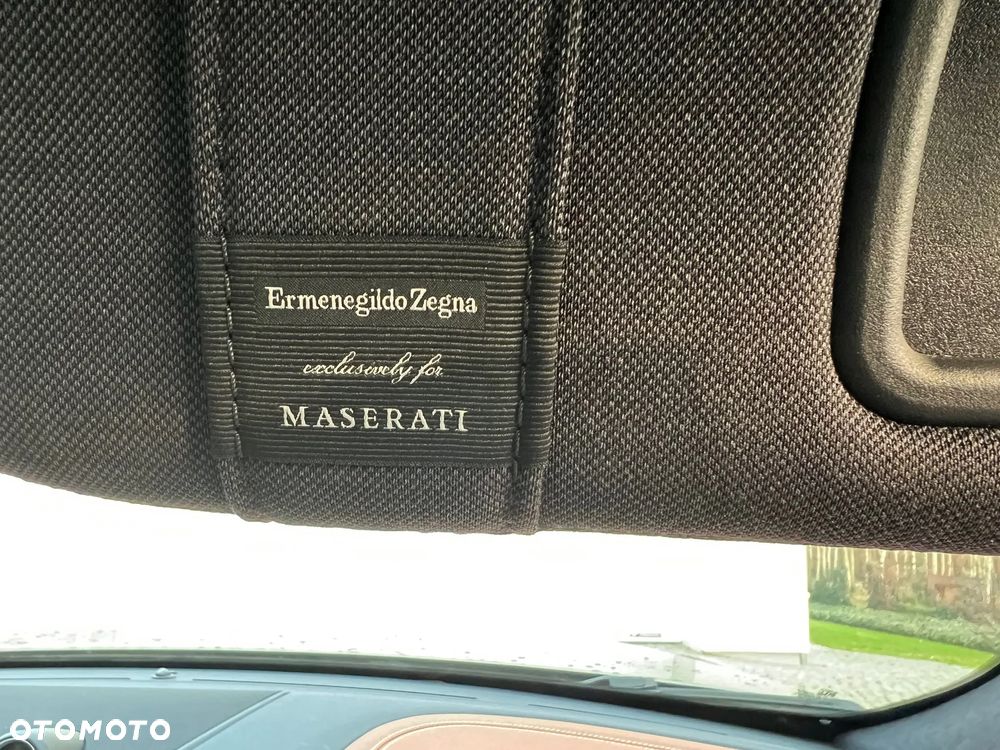 Ermenegildo Zegna
exclusively for
MASERATI
OTOMOTO